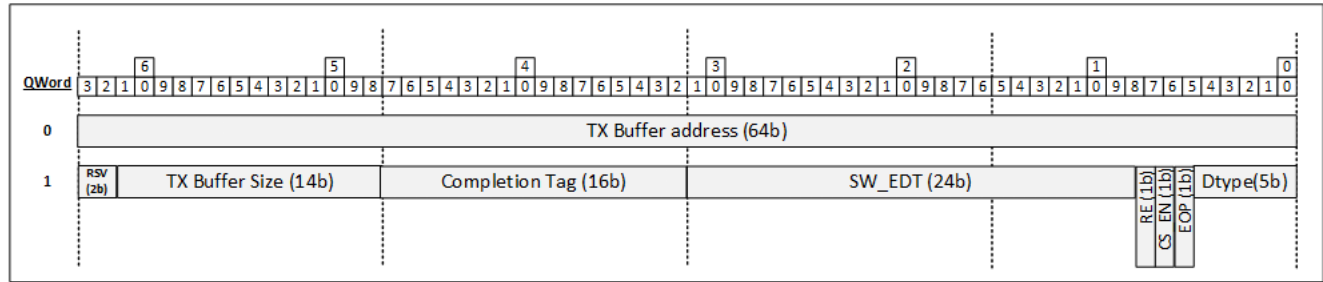 6 5 4 3 2 1 0
QWord 3 2 1 0 9 8 7 6 5 4 3 2 1 0 9 8 7 6 5 4 3 2 1 0 9 8 7 6 5 4 3 2 1 0 9 8 7 6 5 4 3 2 1 0 9 8 7 6 5 4 3 2 1 0 9 8 7 6 5 4 3 2 1 0
0 TX Buffer address (64b)
1 RSV (2b) TX Buffer Size (14b) Completion Tag (16b) SW_EDT (24b) RE (1b) CS_EN (1b) EOP (1b) Dtype(5b)